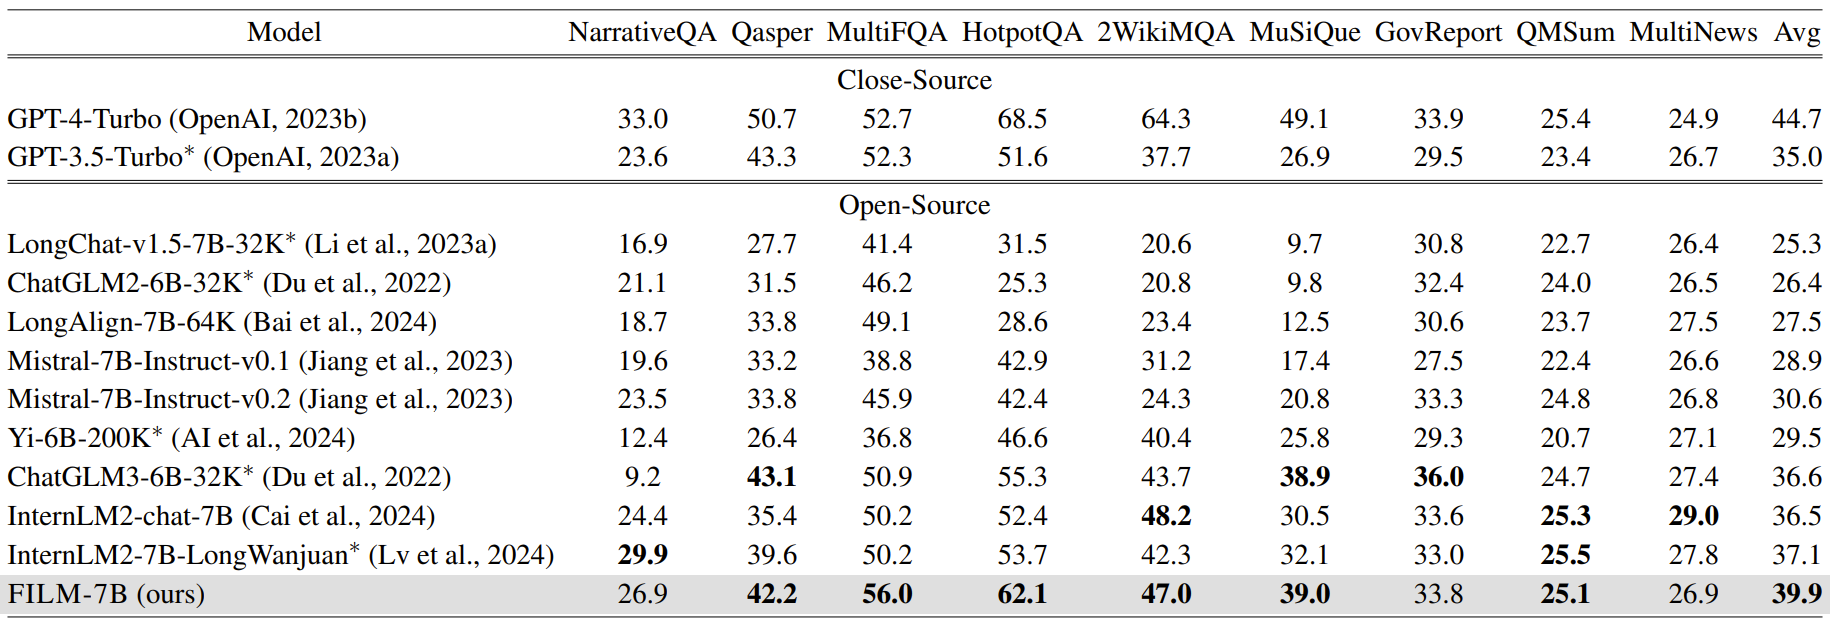 Model NarrativeQA Qasper MultiFQA HotpotQA 2WikiMQA MuSiQue GovReport QMSum MultiNews Avg
Close-Source
GPT-4-Turbo (OpenAI, 2023b) 33.0 50.7 52.7 68.5 64.3 49.1 33.9 25.4 24.9 44.7
GPT-3.5-Turbo* (OpenAI, 2023a) 23.6 43.3 52.3 51.6 37.7 26.9 29.5 23.4 26.7 35.0
Open-Source
LongChat-v1.5-7B-32K* (Li et al., 2023a) 16.9 27.7 41.4 31.5 20.6 9.7 30.8 22.7 26.4 25.3
ChatGLM2-6B-32K* (Du et al., 2022) 21.1 31.5 46.2 25.3 20.8 9.8 32.4 24.0 26.5 26.4
LongAlign-7B-64K (Bai et al., 2024) 18.7 33.8 49.1 28.6 23.4 12.5 30.6 23.7 27.5 27.5
Mistral-7B-Instruct-v0.1 (Jiang et al., 2023) 19.6 33.2 38.8 42.9 31.2 17.4 27.5 22.4 26.6 28.9
Mistral-7B-Instruct-v0.2 (Jiang et al., 2023) 23.5 33.8 45.9 42.4 24.3 20.8 33.3 24.8 26.8 30.6
Yi-6B-200K* (AI et al., 2024) 12.4 26.4 36.8 46.6 40.4 25.8 29.3 20.7 27.1 29.5
ChatGLM3-6B-32K* (Du et al., 2022) 9.2 43.1 50.9 55.3 43.7 38.9 36.0 24.7 27.4 36.6
InternLM2-chat-7B (Cai et al., 2024) 24.4 35.4 50.2 52.4 48.2 30.5 33.6 25.3 29.0 36.5
InternLM2-7B-LongWanjuan* (Lv et al., 2024) 29.9 39.6 50.2 53.7 42.3 32.1 33.0 25.5 27.8 37.1
FILM-7B (ours) 26.9 42.2 56.0 62.1 47.0 39.0 33.8 25.1 26.9 39.9